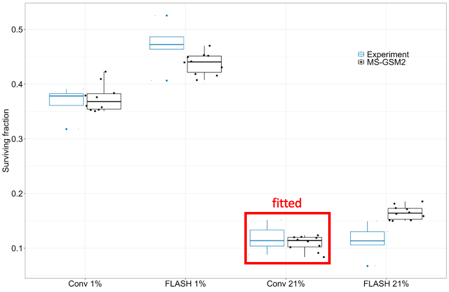 0.5
0.4
0.3
0.2
0.1
Surviving fraction
Experiment
MS-GSM2
fitted
Conv 1%
FLASH 1%
Conv 21%
FLASH 21%